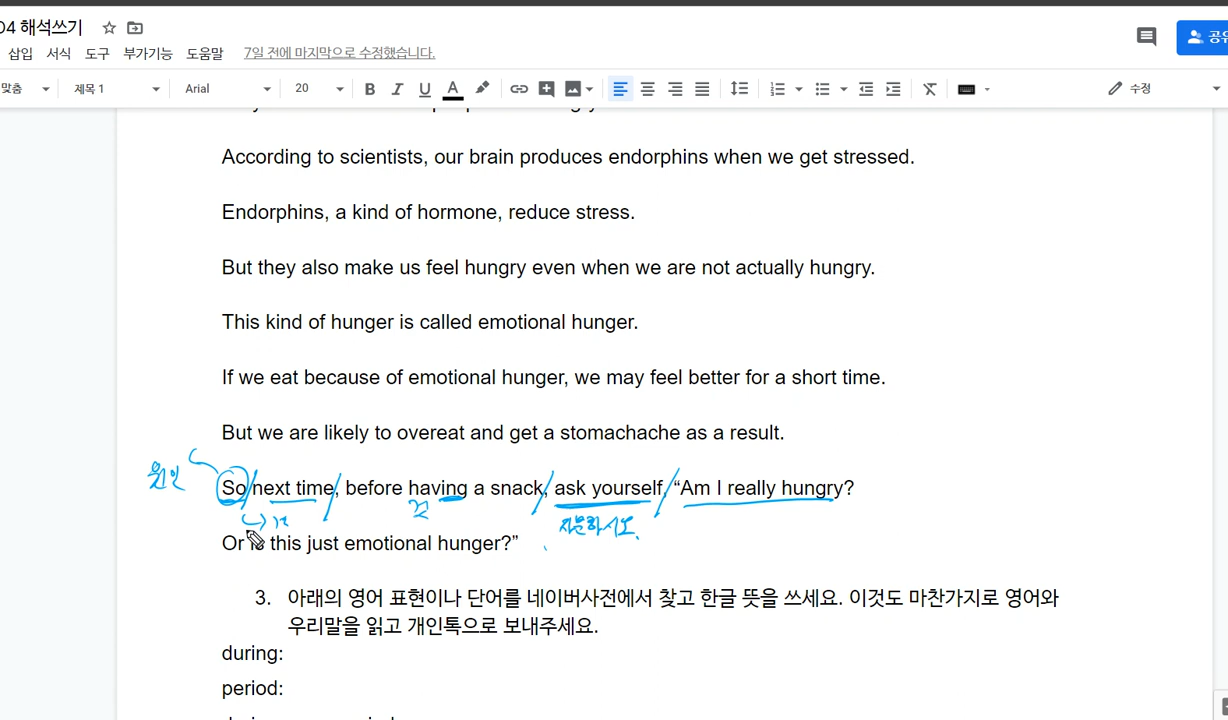 04 해석쓰기
삽입 서식 도구 부가기능 도움말 7일 전에 마지막으로 수정했습니다.
맞춤 제목 1 Arial 20 B I U A 수정
According to scientists, our brain produces endorphins when we get stressed.
Endorphins, a kind of hormone, reduce stress.
But they also make us feel hungry even when we are not actually hungry.
This kind of hunger is called emotional hunger.
If we eat because of emotional hunger, we may feel better for a short time.
But we are likely to overeat and get a stomachache as a result.
원인
So next time, before having a snack, ask yourself, “Am I really hungry?
것
자문하시오.
Or is this just emotional hunger?”
3. 아래의 영어 표현이나 단어를 네이버사전에서 찾고 한글 뜻을 쓰세요. 이것도 마찬가지로 영어와
우리말을 읽고 개인톡으로 보내주세요.
during:
period: